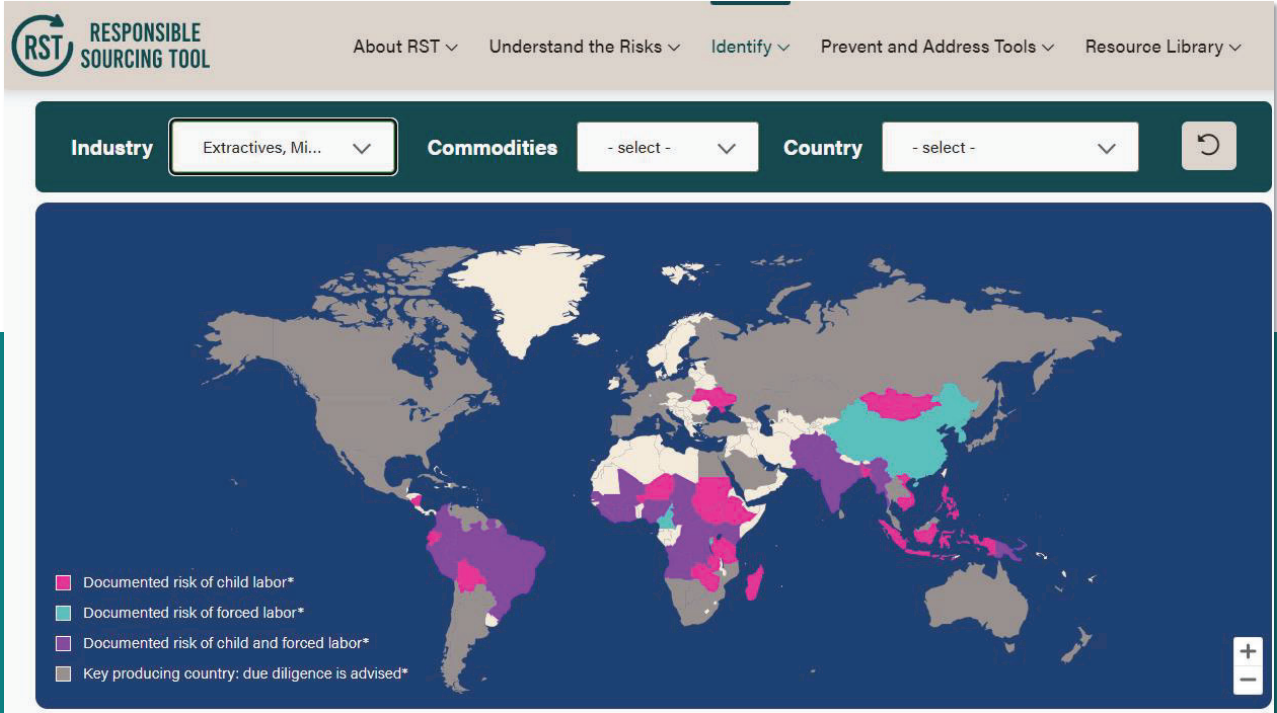 RST
RESPONSIBLE
SOURCING TOOL
About RST
Understand the Risks
Identify
Prevent and Address Tools
Resource Library
Industry
Extractives, Mi...
Commodities
- select -
Country
- select -
Documented risk of child labor*
Documented risk of forced labor*
Documented risk of child and forced labor*
Key producing country: due diligence is advised*
+
−